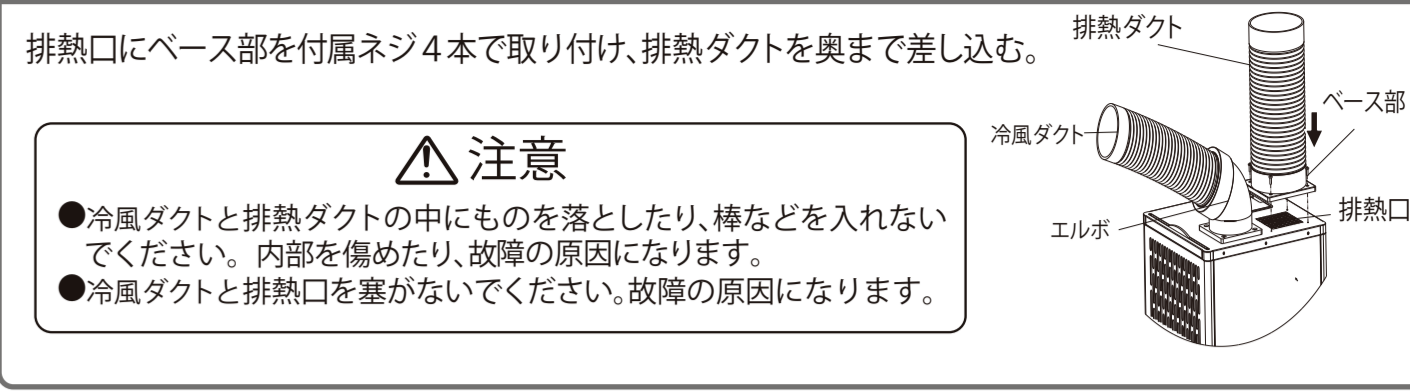 排熱口にベース部を付属ネジ4本で取り付け、排熱ダクトを奥まで差し込む。
注意
●冷風ダクトと排熱ダクトの中にものを落としたり、棒などを入れない
でください。内部を傷めたり、故障の原因になります。
●冷風ダクトと排熱口を塞がないでください。故障の原因になります。
排熱ダクト
ベース部
冷風ダクト
排熱口
エルボ